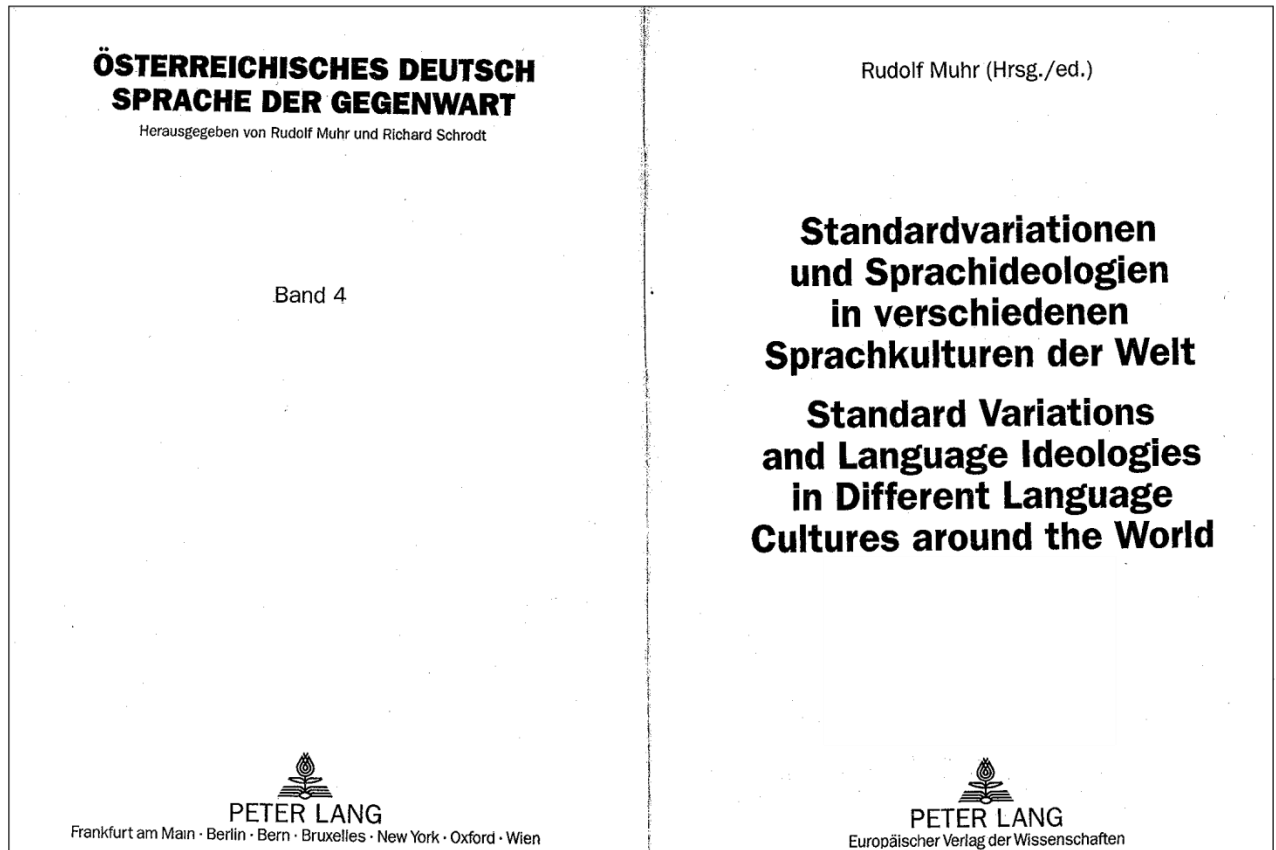 ÖSTERREICHISCHES DEUTSCH
SPRACHE DER GEGENWART
Herausgegeben von Rudolf Muhr und Richard Schrodt
Band 4
PETER LANG
Frankfurt am Main · Berlin · Bern · Bruxelles · New York · Oxford · Wien
Rudolf Muhr (Hrsg./ed.)
Standardvariationen
und Sprachideologien
in verschiedenen
Sprachkulturen der Welt
Standard Variations
and Language Ideologies
in Different Language
Cultures around the World
PETER LANG
Europäischer Verlag der Wissenschaften